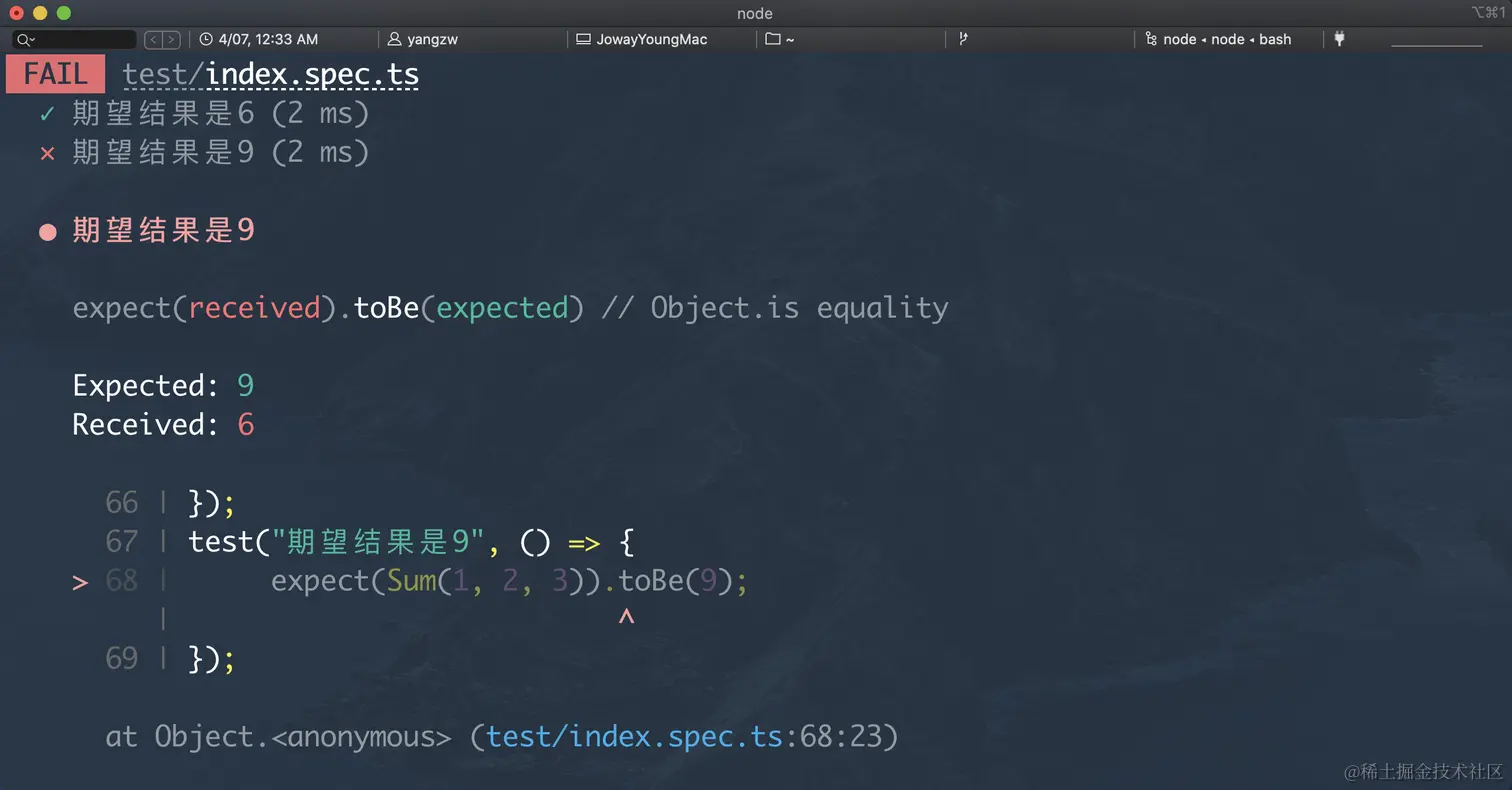 node
⌥⌘1
4/07, 12:33 AM yangzw JowayYoungMac ~ node ◂ node ◂ bash
FAIL test/index.spec.ts
✓ 期望结果是6 (2 ms)
✕ 期望结果是9 (2 ms)
● 期望结果是9
expect(received).toBe(expected) // Object.is equality
Expected: 9
Received: 6
66 | });
67 | test("期望结果是9", () => {
> 68 | expect(Sum(1, 2, 3)).toBe(9);
| ^
69 | });
at Object.<anonymous> (test/index.spec.ts:68:23)
@稀土掘金技术社区